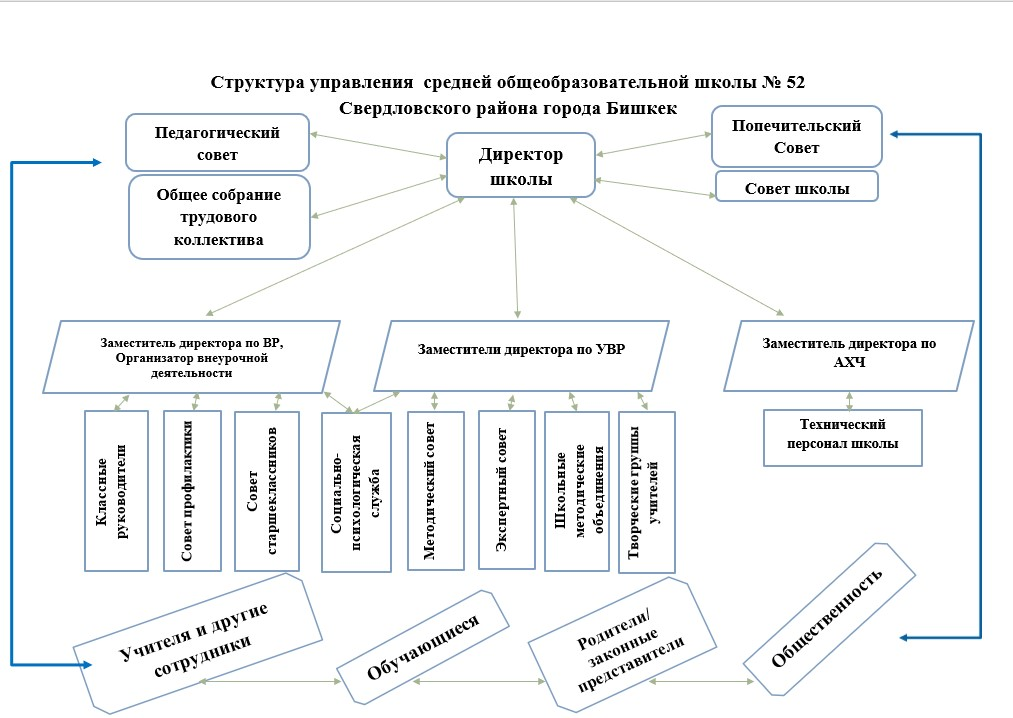 Структура управления средней общеобразовательной школы № 52
Свердловского района города Бишкек
Педагогический
совет
Общее собрание
трудового
коллектива
Директор
школы
Попечительский
Совет
Совет школы
Заместитель директора по ВР,
Организатор внеурочной
деятельности
Заместители директора по УВР
Заместитель директора по
АХЧ
Классные
руководители
Совет профилактики
Совет
старшеклассников
Социально-
психологическая
служба
Методический совет
Экспертный совет
Школьные
методические
объединения
Творческие группы
учителей
Технический
персонал школы
Учителя и другие
сотрудники
Обучающиеся
Родители/
законные
представители
Общественность